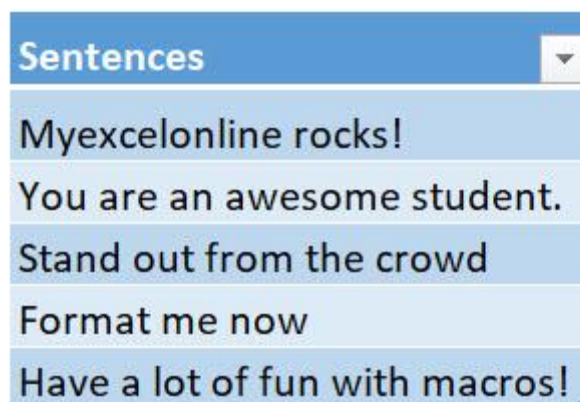 Sentences
Myexcelonline rocks!
You are an awesome student.
Stand out from the crowd
Format me now
Have a lot of fun with macros!